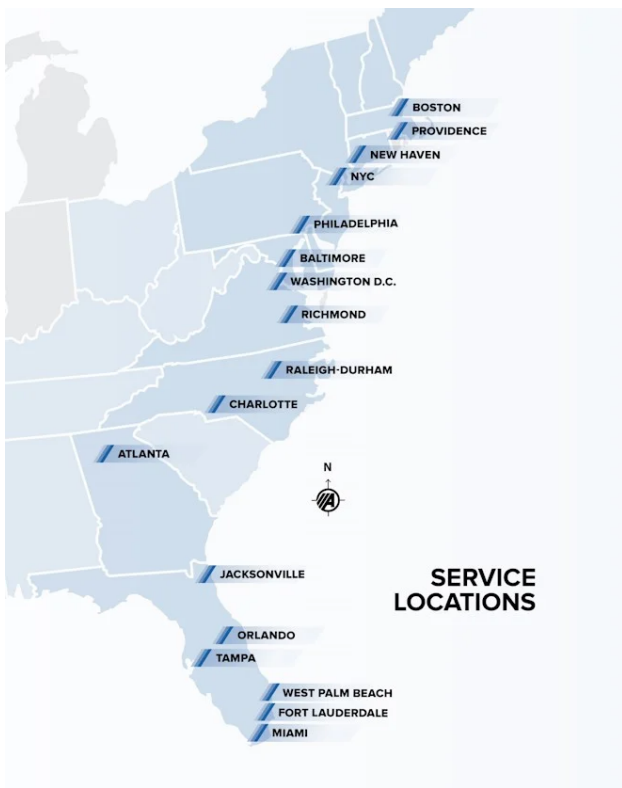 BOSTON
PROVIDENCE
NEW HAVEN
NYC
PHILADELPHIA
BALTIMORE
WASHINGTON D.C.
RICHMOND
RALEIGH-DURHAM
CHARLOTTE
ATLANTA
N
A
JACKSONVILLE
SERVICE
LOCATIONS
ORLANDO
TAMPA
WEST PALM BEACH
FORT LAUDERDALE
MIAMI